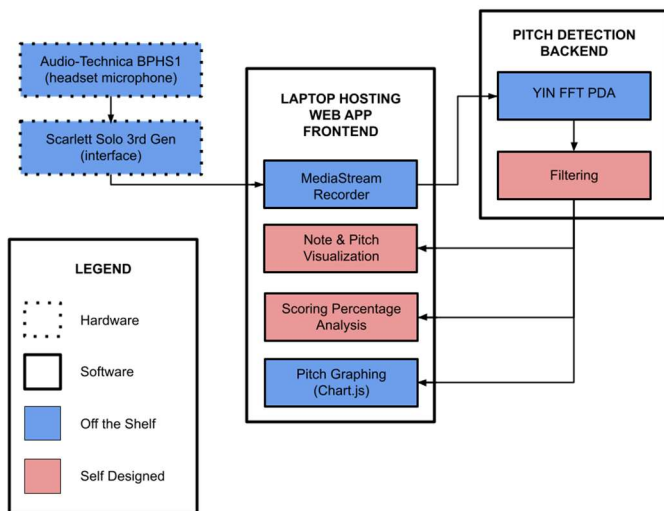 Audio-Technica BPHS1
(headset microphone)
Scarlett Solo 3rd Gen
(interface)
LAPTOP HOSTING
WEB APP
FRONTEND
MediaStream
Recorder
Note & Pitch
Visualization
Scoring Percentage
Analysis
Pitch Graphing
(Chart.js)
PITCH DETECTION
BACKEND
YIN FFT PDA
Filtering
LEGEND
Hardware
Software
Off the Shelf
Self Designed